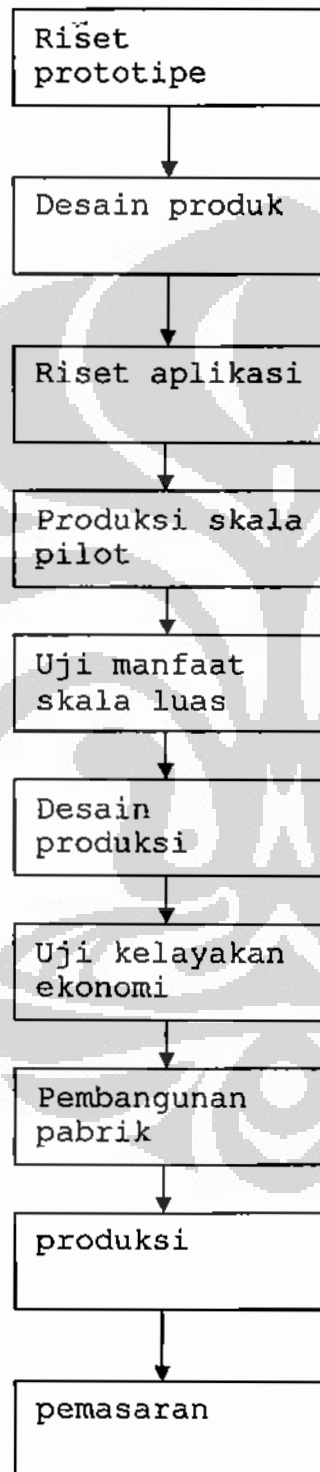 Riset
prototipe
Desain produk
Riset aplikasi
Produksi skala
pilot
Uji manfaat
skala luas
Desain
produksi
Uji kelayakan
ekonomi
Pembangunan
pabrik
produksi
pemasaran